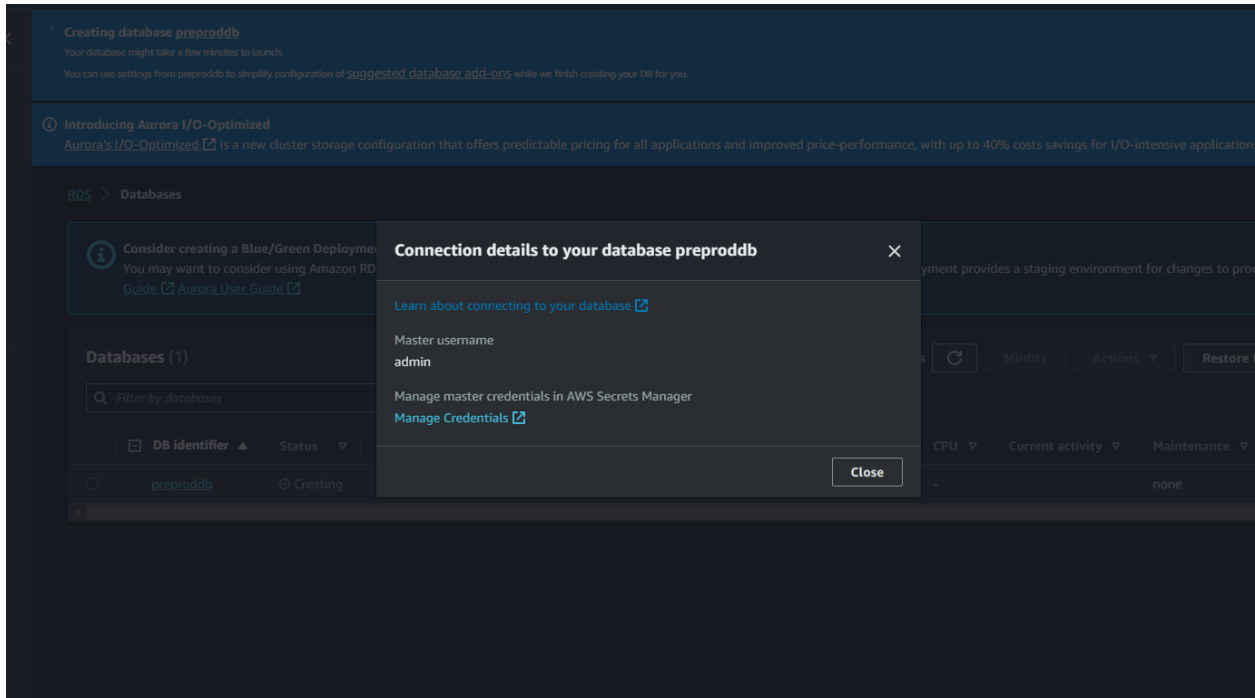 Creating database preproddb
Your database might take a few minutes to launch.
You can use settings from preproddb to simplify configuration of suggested database add-ons while we finish creating your DB for you.
Introducing Aurora I/O-Optimized
Aurora's I/O-Optimized is a new cluster storage configuration that offers predictable pricing for all applications and improved price-performance, with up to 40% costs savings for I/O-intensive application
RDS > Databases
Consider creating a Blue/Green Deployme
You may want to consider using Amazon RD
yment provides a staging environment for changes to pro
Guide Aurora User Guide
Connection details to your database preproddb
Learn about connecting to your database
Master username
admin
Manage master credentials in AWS Secrets Manager
Manage Credentials
Close
Databases (1)
Modify Actions Restore
Filter by databases
DB identifier Status CPU Current activity Maintenance
preproddb Creating - none